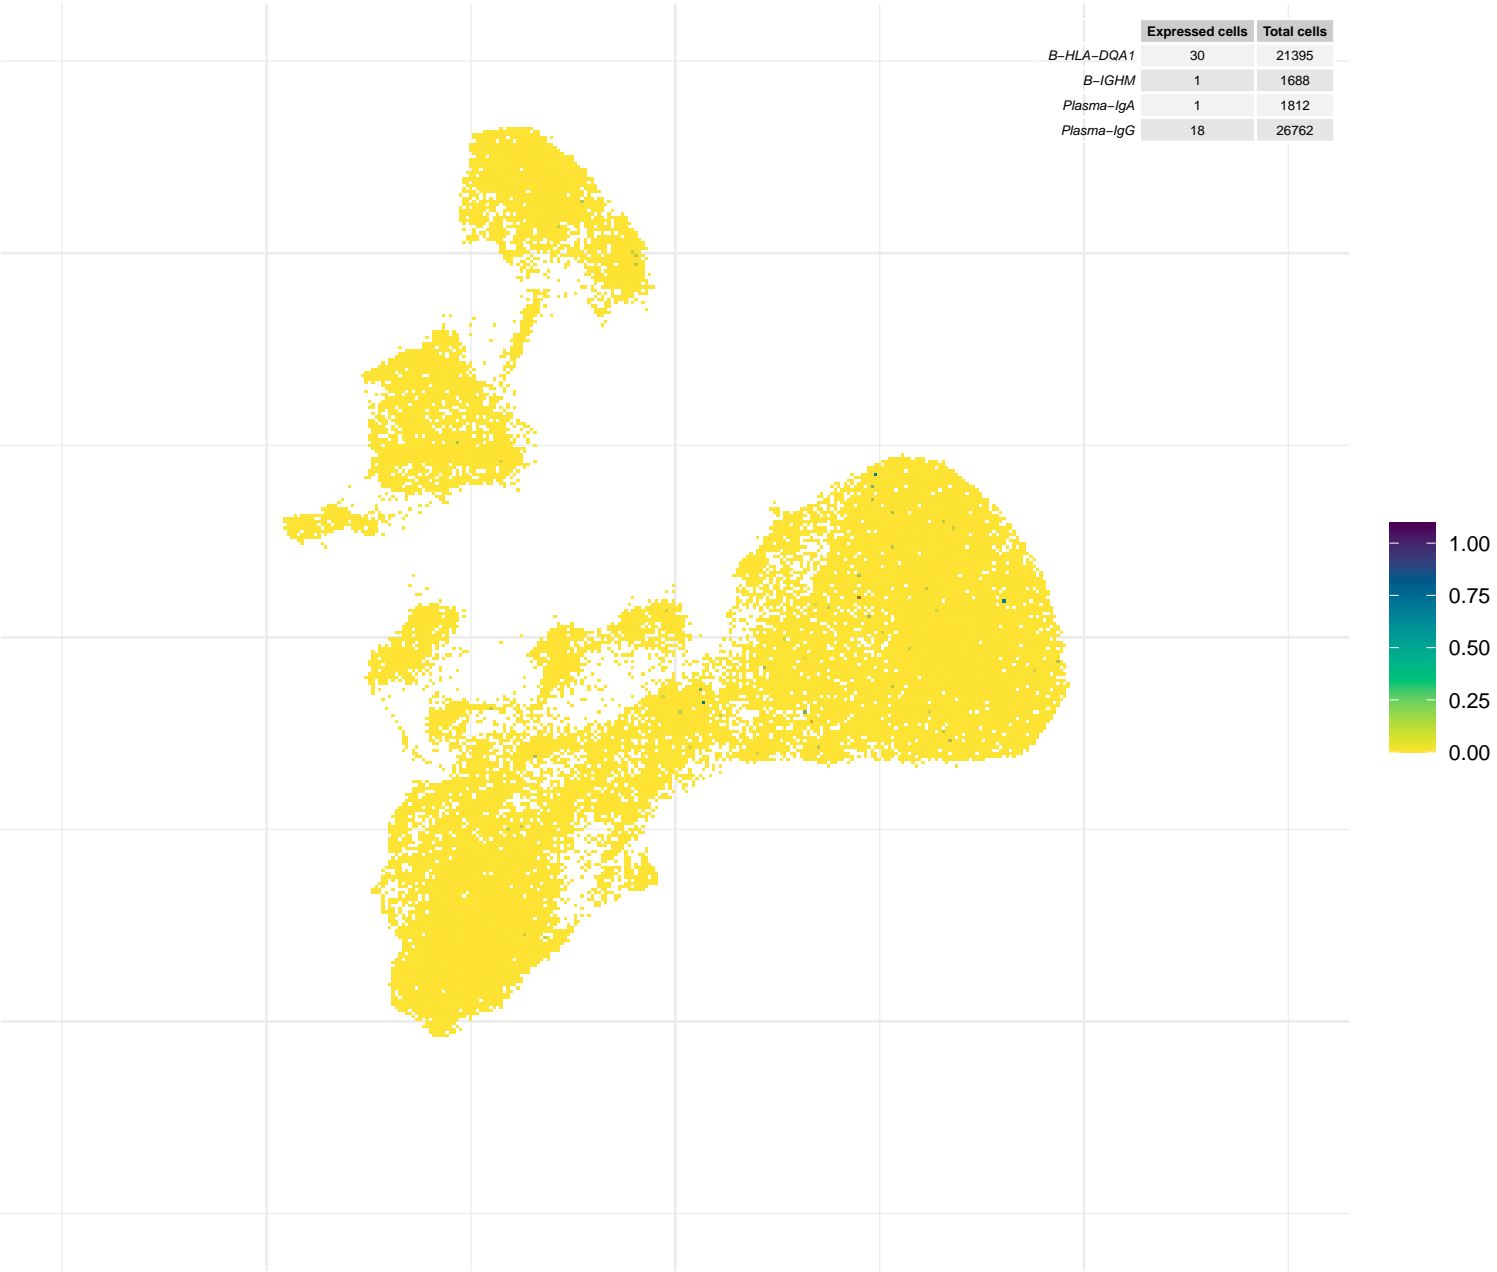 Expressed cells Total cells
B−HLA−DQA1 30 21395
B−IGHM 1 1688
Plasma−IgA 1 1812
Plasma−IgG 18 26762
1.00
0.75
0.50
0.25
0.00